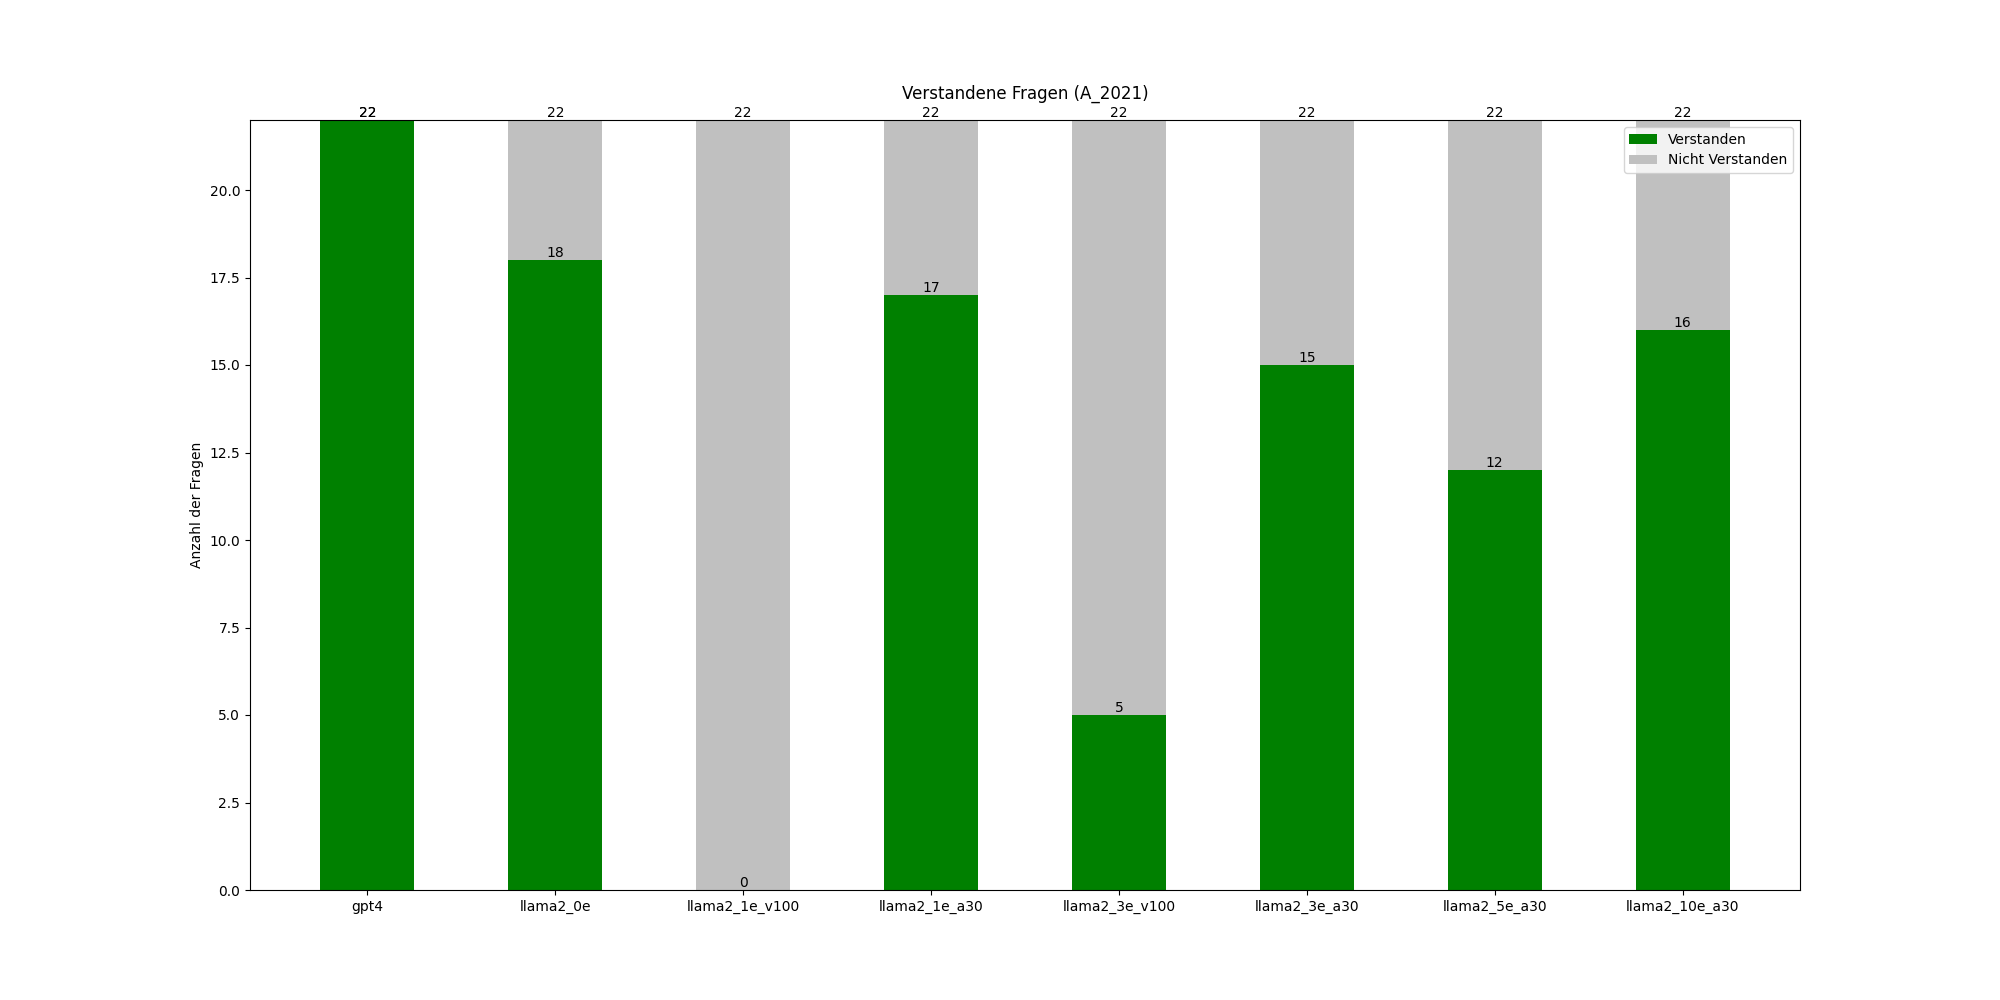 Verstandene Fragen (A_2021)
22 22 22 22 22 22 22 22
Verstanden
Nicht Verstanden
20.0
18
17.5
17
16
15.0
15
12.5
12
Anzahl der Fragen
10.0
7.5
5.0
5
2.5
0.0
0
gpt4 llama2_0e llama2_1e_v100 llama2_1e_a30 llama2_3e_v100 llama2_3e_a30 llama2_5e_a30 llama2_10e_a30